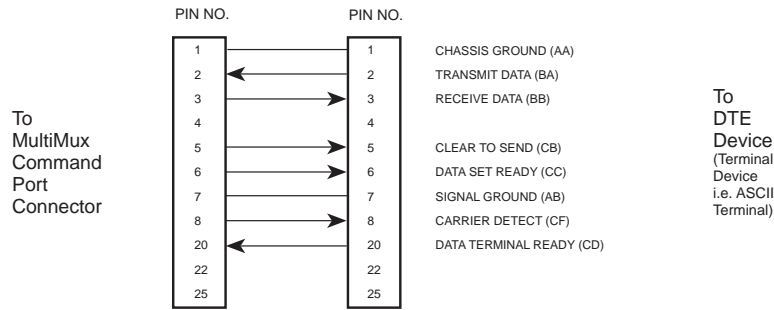 PIN NO. PIN NO.
1 1 CHASSIS GROUND (AA)
2 2 TRANSMIT DATA (BA)
3 3 RECEIVE DATA (BB)
4 4
5 5 CLEAR TO SEND (CB)
6 6 DATA SET READY (CC)
7 7 SIGNAL GROUND (AB)
8 8 CARRIER DETECT (CF)
20 20 DATA TERMINAL READY (CD)
22 22
25 25
To
MultiMux
Command
Port
Connector
To
DTE
Device
(Terminal
Device
i.e. ASCII
Terminal)